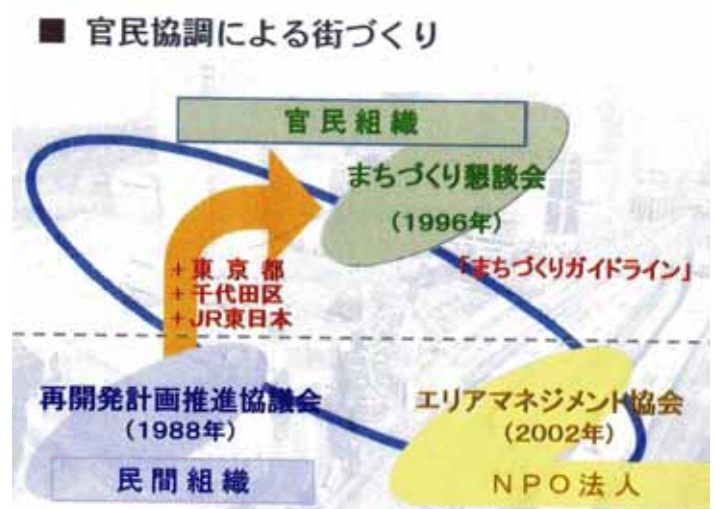 ■ 官民協調による街づくり
官民組織
まちづくり懇談会
(1996年)
「まちづくりガイドライン」
+東京都
+千代田区
+JR東日本
再開発計画推進協議会
(1988年)
民間組織
エリアマネジメント協会
(2002年)
NPO法人